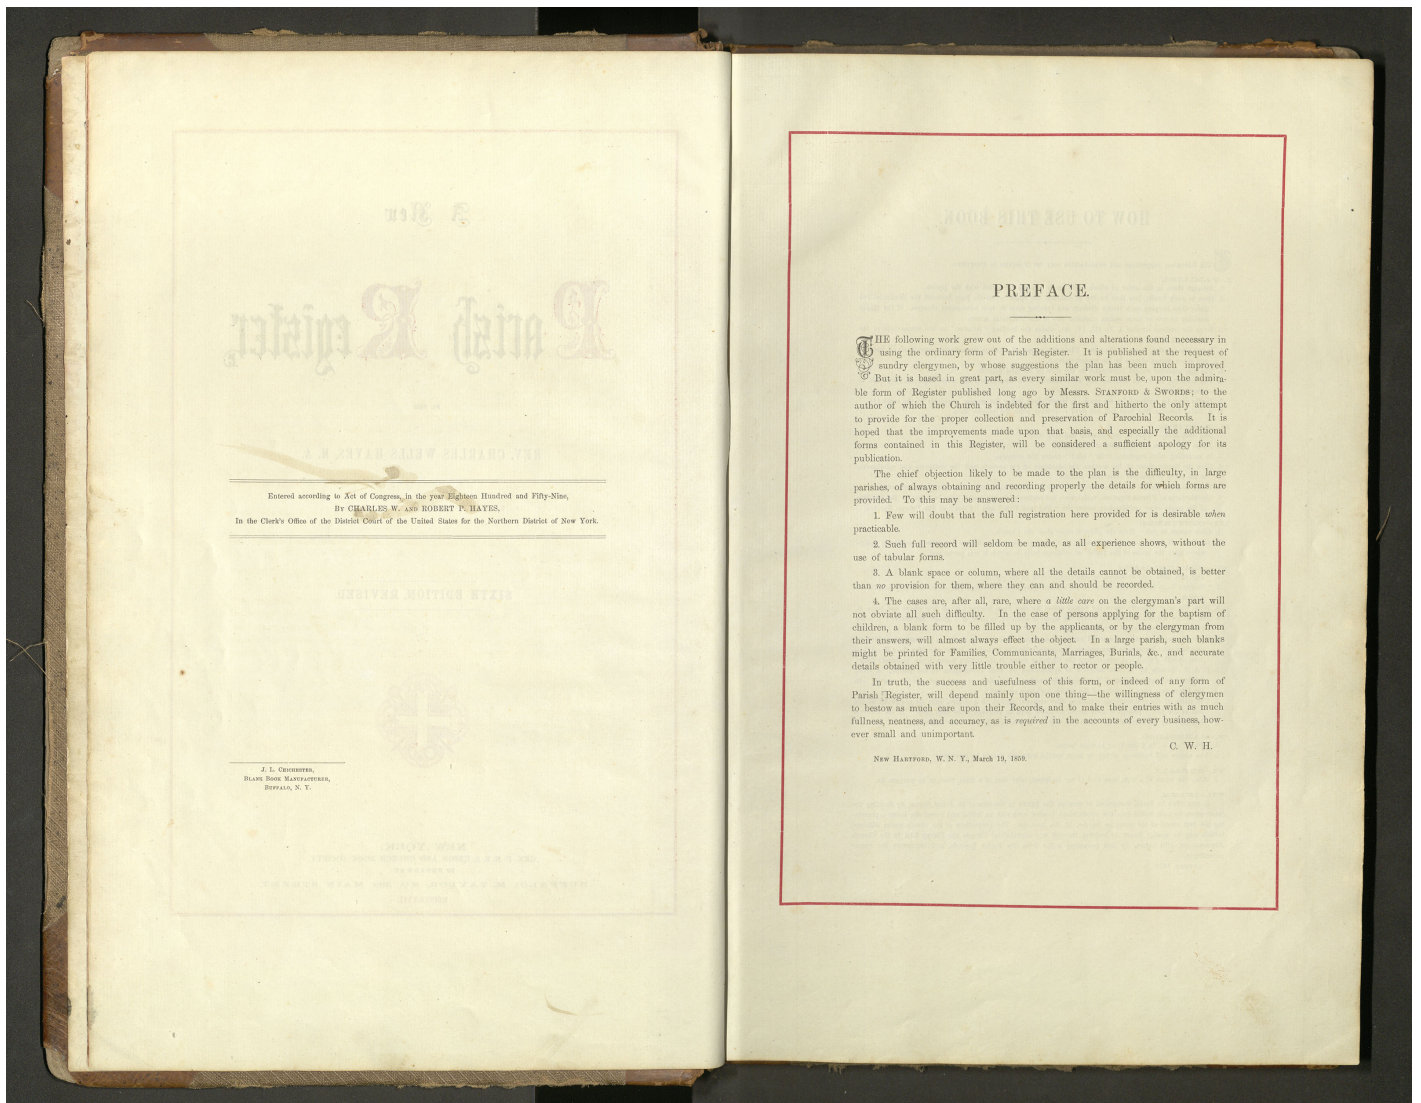 Entered according to Act of Congress, in the year Eighteen Hundred and Fifty-Nine,
By CHARLES W. AND ROBERT P. HAYES,
In the Clerk's Office of the District Court of the United States for the Northern District of New York.
J. L. Chichester,
Blank Book Manufacturer,
Buffalo, N. Y.
PREFACE.
THE following work grew out of the additions and alterations found necessary in
using the ordinary form of Parish Register. It is published at the request of
sundry clergymen, by whose suggestions the plan has been much improved
But it is based in great part, as every similar work must be, upon the admira-
ble form of Register published long ago by Messrs. Stanford & Swords; to the
author of which the Church is indebted for the first and hitherto the only attempt
to provide for the proper collection and preservation of Parochial Records. It is
hoped that the improvements made upon that basis, and especially the additional
forms contained in this Register, will be considered a sufficient apology for its
publication.
The chief objection likely to be made to the plan is the difficulty, in large
parishes, of always obtaining and recording properly the details for which forms are
provided. To this may be answered:
1. Few will doubt that the full registration here provided for is desirable when
practicable.
2. Such full record will seldom be made, as all experience shows, without the
use of tabular forms.
3. A blank space or column, where all the details cannot be obtained, is better
than no provision for them, where they can and should be recorded.
4. The cases are, after all, rare, where a little care on the clergyman's part will
not obviate all such difficulty. In the case of persons applying for the baptism of
children, a blank form to be filled up by the applicants, or by the clergyman from
their answers, will almost always effect the object. In a large parish, such blanks
might be printed for Families, Communicants, Marriages, Burials, &c., and accurate
details obtained with very little trouble either to rector or people.
In truth, the success and usefulness of this form, or indeed of any form of
Parish Register, will depend mainly upon one thing—the willingness of clergymen
to bestow as much care upon their Records, and to make their entries with as much
fullness, neatness, and accuracy, as is required in the accounts of every business, how-
ever small and unimportant.
C. W. H.
New Hartford, W. N. Y., March 19, 1859.